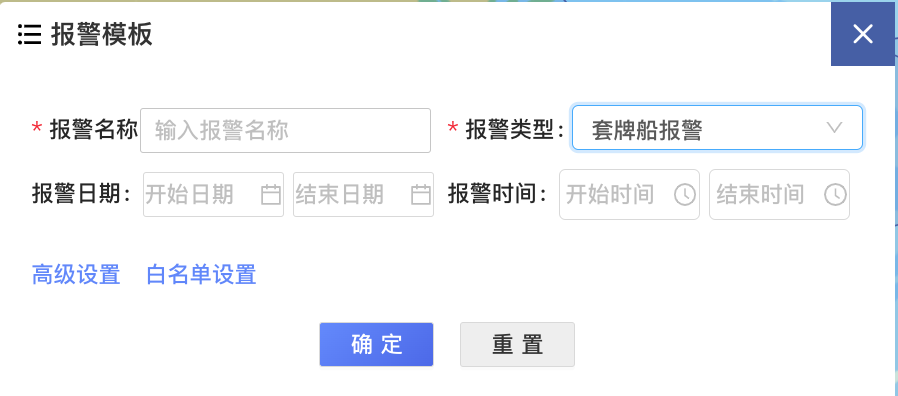 报警模板
* 报警名称 输入报警名称 * 报警类型: 套牌船报警
报警日期: 开始日期 结束日期 报警时间: 开始时间 结束时间
高级设置 白名单设置
确 定 重 置